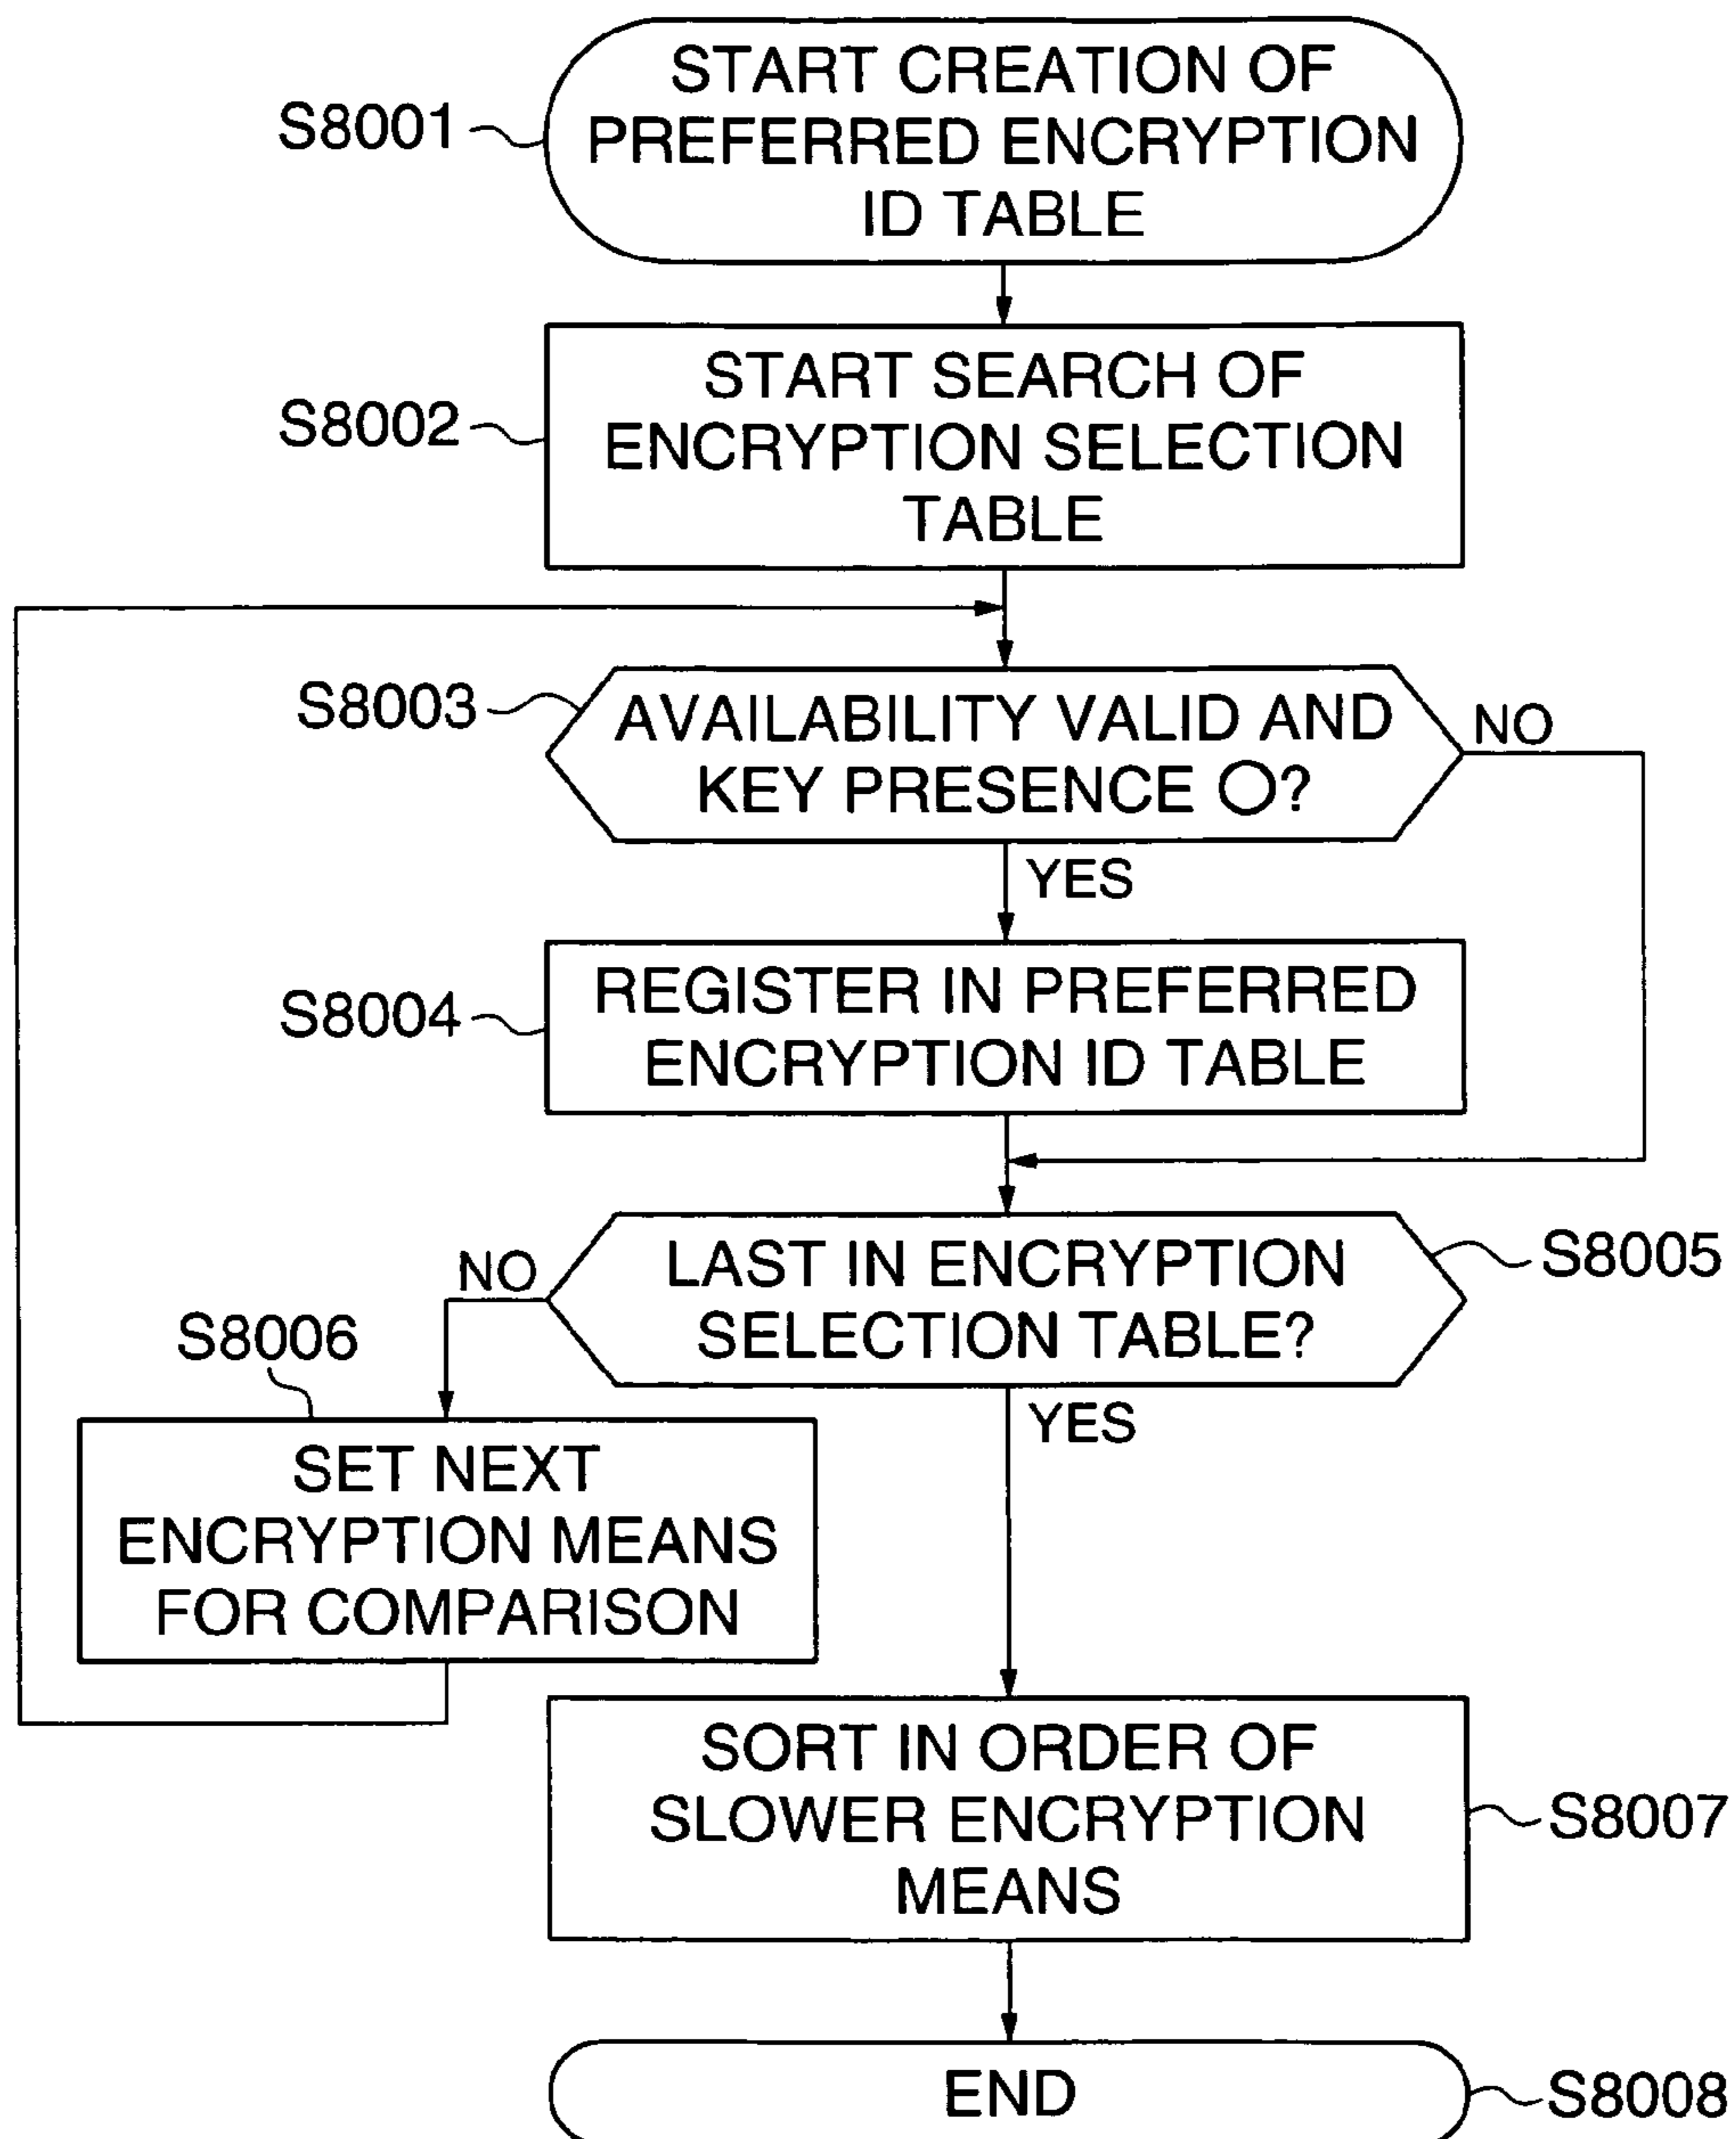 START CREATION OF
PREFERRED ENCRYPTION
ID TABLE
S8001
START SEARCH OF
ENCRYPTION SELECTION
TABLE
S8002
AVAILABILITY VALID AND
KEY PRESENCE ○?
S8003
NO
YES
REGISTER IN PREFERRED
ENCRYPTION ID TABLE
S8004
LAST IN ENCRYPTION
SELECTION TABLE?
S8005
NO
YES
S8006
SET NEXT
ENCRYPTION MEANS
FOR COMPARISON
SORT IN ORDER OF
SLOWER ENCRYPTION
MEANS
S8007
END
S8008